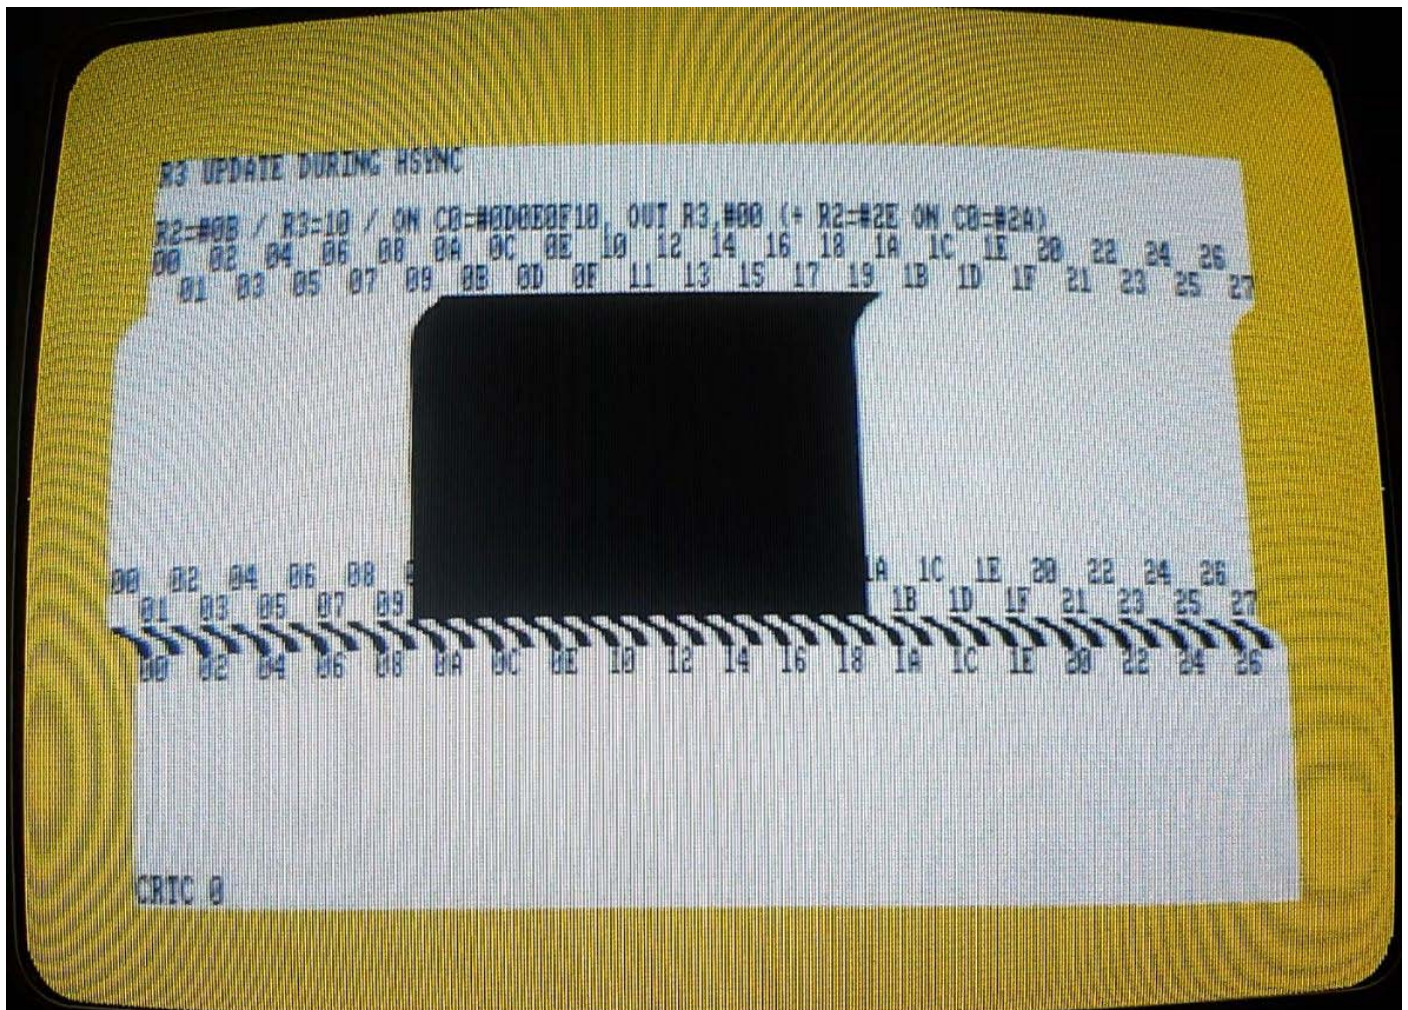 R3 UPDATE DURING HSYNC
R2=#0B / R3=10 / ON C0=#0D0E0F10, OUT R3,#00 (+ R2=#2E ON C0=#2A)
00 02 04 06 08 0A 0C 0E 10 12 14 16 18 1A 1C 1E 20 22 24 26
01 03 05 07 09 0B 0D 0F 11 13 15 17 19 1B 1D 1F 21 23 25 27
00 02 04 06 08 1A 1C 1E 20 22 24 26
01 03 05 07 09 1B 1D 1F 21 23 25 27
00 02 04 06 08 0A 0C 0E 10 12 14 16 18 1A 1C 1E 20 22 24 26
CRTC 0